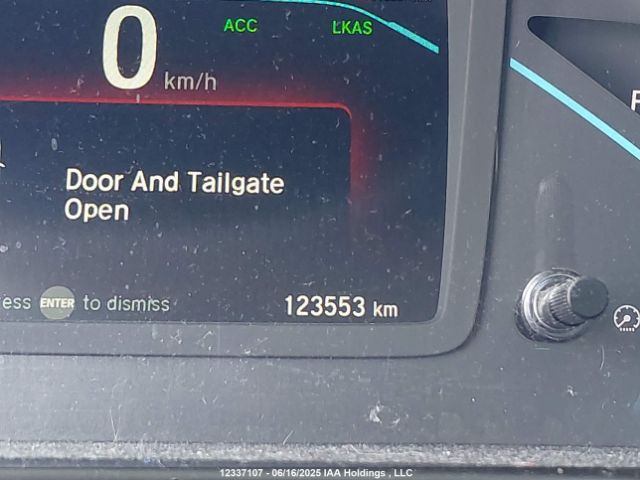 ACC LKAS
0 km/h
Door And Tailgate
Open
ENTER to dismiss
123553 km
12337107 - 06/16/2025 IAA Holdings , LLC